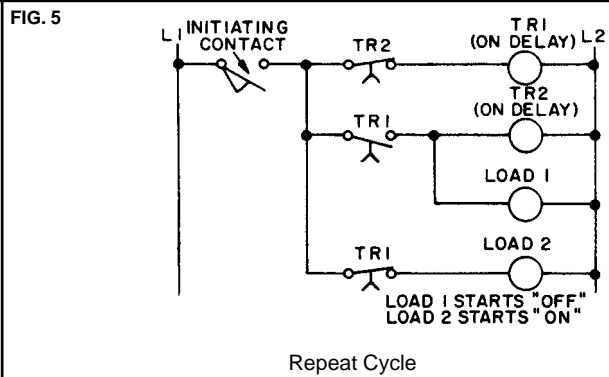 FIG. 5
L1 INITIATING CONTACT
TR2
TR1
(ON DELAY)
L2
TR1
TR2
(ON DELAY)
LOAD 1
TR1
LOAD 2
LOAD 1 STARTS "OFF"
LOAD 2 STARTS "ON"
Repeat Cycle